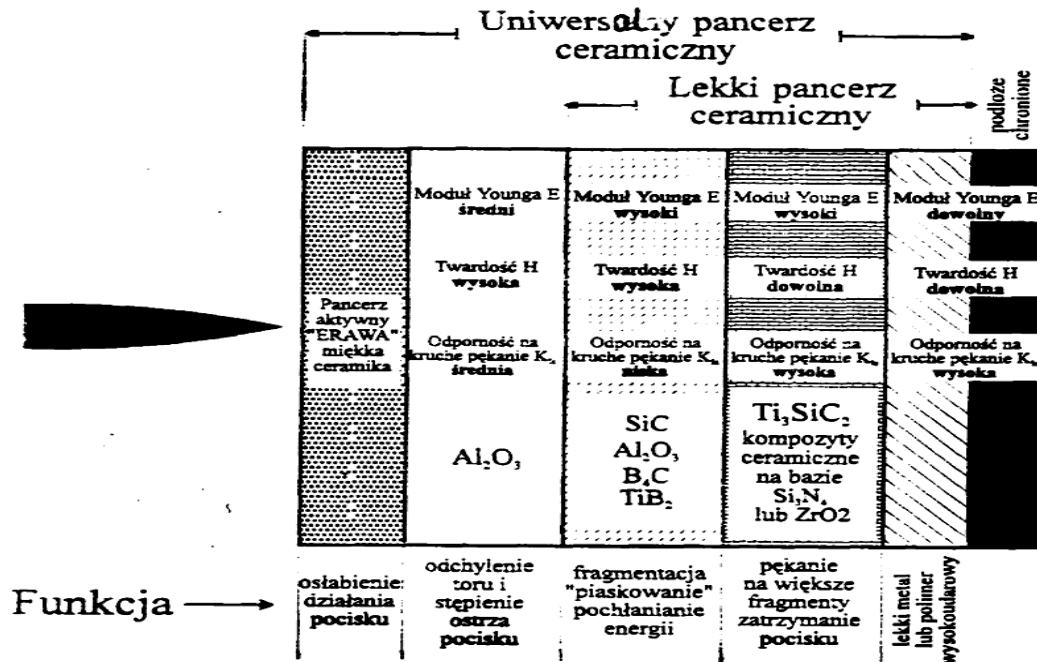 Uniwersalny pancerz
ceramiczny
Lekki pancerz
ceramiczny
podłoże
chronione
Pancerz
aktywny
"ERAWA"
miękka
ceramika
Moduł Younga E
średni
Twardość H
wysoka
Odporność na
kruche pękanie K
średnia
Al₂O₃
Moduł Younga E
wysoki
Twardość H
wysoka
Odporność na
kruche pękanie K
niska
SiC
Al₂O₃
B₄C
TiB₂
Moduł Younga E
wysoki
Twardość H
dowolna
Odporność na
kruche pękanie K
wysoka
Ti₃SiC₂
kompozyty
ceramiczne
na bazie
Si₃N₄
lub ZrO2
Moduł Younga E
dowolny
Twardość H
dowolna
Odporność na
kruche pękanie K
wysoka
Funkcja
osłabienie
działania
pocisku
odchylenie
toru i
stępienie
ostrza
pocisku
fragmentacja
"piaskowanie"
pochłanianie
energii
pękanie
na większe
fragmenty
zatrzymanie
pocisku
lekki metal
lub polimer
wysokoudarowy